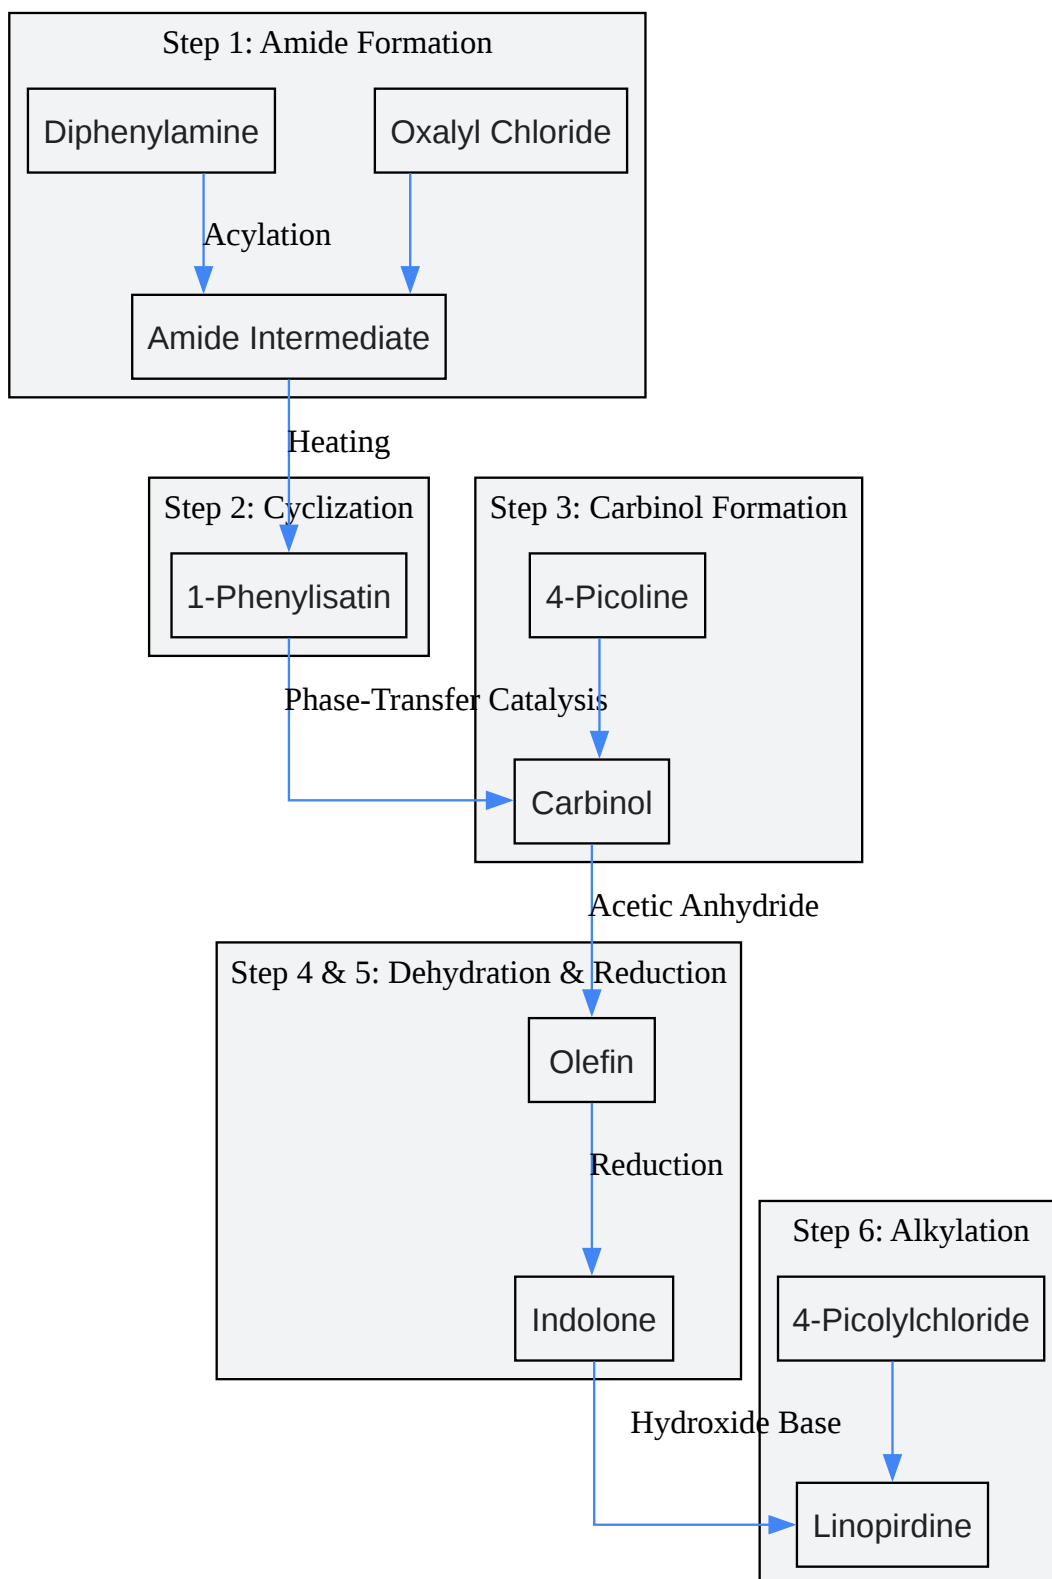 Step 1: Amide Formation
Diphenylamine
Oxalyl Chloride
Acylation
Amide Intermediate
Heating
Step 2: Cyclization
Step 3: Carbinol Formation
1-Phenylisatin
4-Picoline
Phase-Transfer Catalysis
Carbinol
Acetic Anhydride
Step 4 & 5: Dehydration & Reduction
Olefin
Reduction
Step 6: Alkylation
Indolone
4-Picolylchloride
Hydroxide Base
Linopirdine